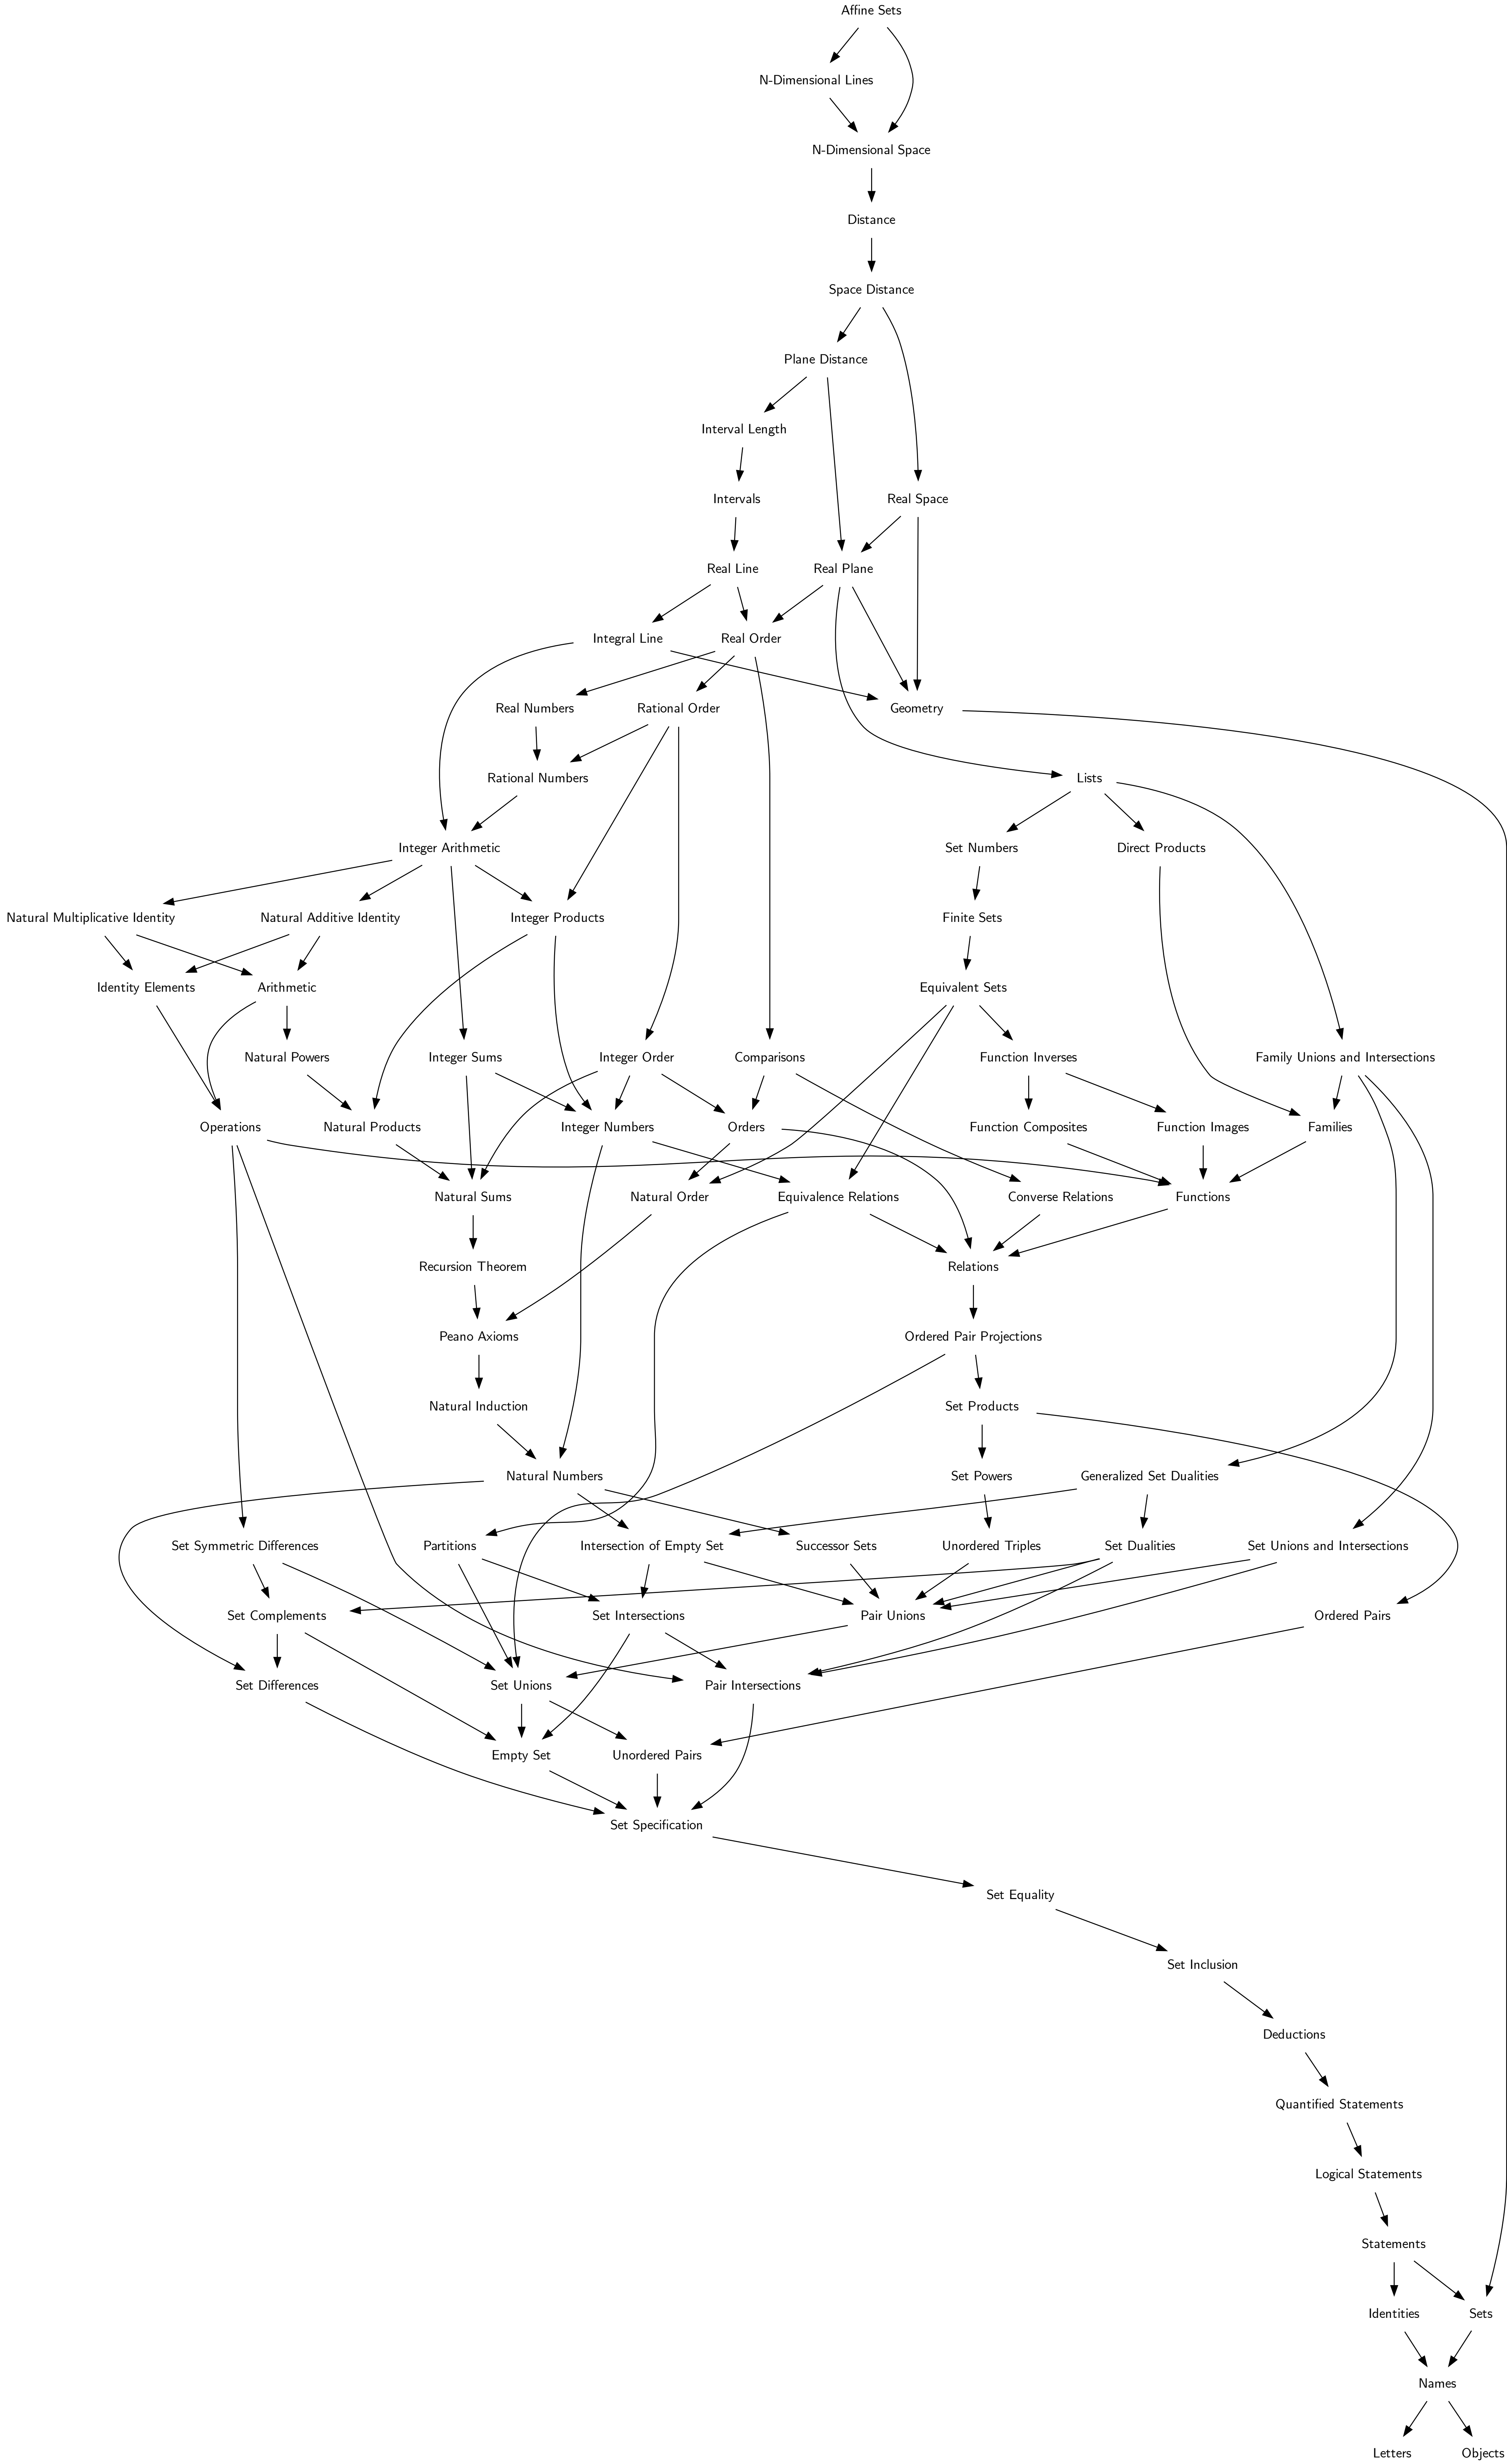 Affine Sets
N-Dimensional Lines
N-Dimensional Space
Distance
Space Distance
Plane Distance
Interval Length
Intervals
Real Space
Real Line
Real Plane
Integral Line
Real Order
Real Numbers
Rational Order
Geometry
Rational Numbers
Lists
Integer Arithmetic
Set Numbers
Direct Products
Natural Multiplicative Identity
Natural Additive Identity
Integer Products
Finite Sets
Identity Elements
Arithmetic
Equivalent Sets
Natural Powers
Integer Sums
Integer Order
Comparisons
Function Inverses
Family Unions and Intersections
Operations
Natural Products
Integer Numbers
Orders
Function Composites
Function Images
Families
Natural Sums
Natural Order
Equivalence Relations
Converse Relations
Functions
Recursion Theorem
Relations
Peano Axioms
Ordered Pair Projections
Natural Induction
Set Products
Natural Numbers
Set Powers
Generalized Set Dualities
Set Symmetric Differences
Partitions
Intersection of Empty Set
Successor Sets
Unordered Triples
Set Dualities
Set Unions and Intersections
Set Complements
Set Intersections
Pair Unions
Ordered Pairs
Set Differences
Set Unions
Pair Intersections
Empty Set
Unordered Pairs
Set Specification
Set Equality
Set Inclusion
Deductions
Quantified Statements
Logical Statements
Statements
Identities
Sets
Names
Letters
Objects